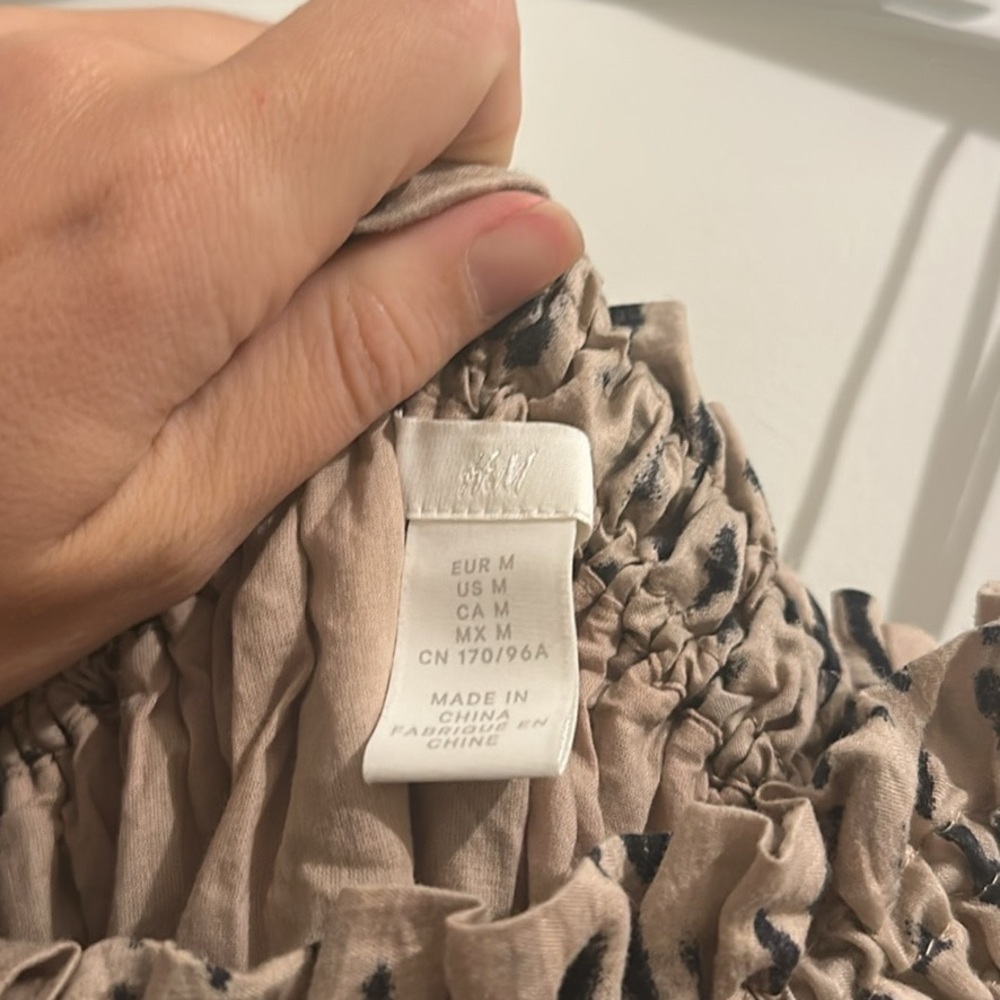 H&M
EUR M
US M
CA M
MX M
CN 170/96A
MADE IN
CHINA
FABRIQUE EN
CHINE